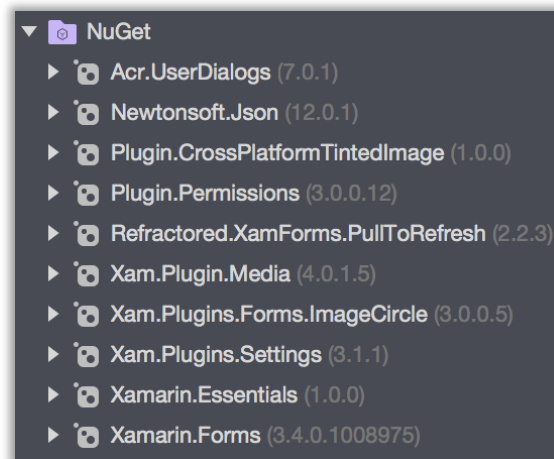 NuGet
Acr.UserDialogs (7.0.1)
Newtonsoft.Json (12.0.1)
Plugin.CrossPlatformTintedImage (1.0.0)
Plugin.Permissions (3.0.0.12)
Refractored.XamForms.PullToRefresh (2.2.3)
Xam.Plugin.Media (4.0.1.5)
Xam.Plugins.Forms.ImageCircle (3.0.0.5)
Xam.Plugins.Settings (3.1.1)
Xamarin.Essentials (1.0.0)
Xamarin.Forms (3.4.0.1008975)